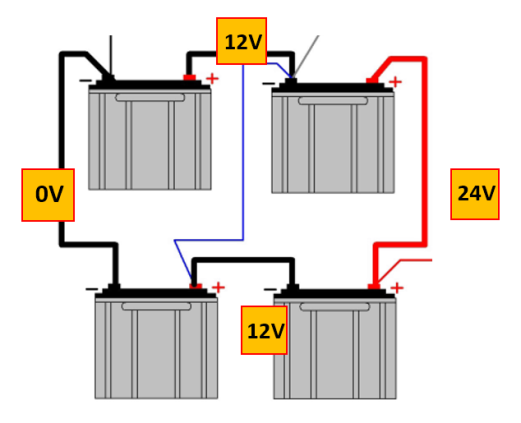 12V
− + − +
0V
24V
− + − +
12V